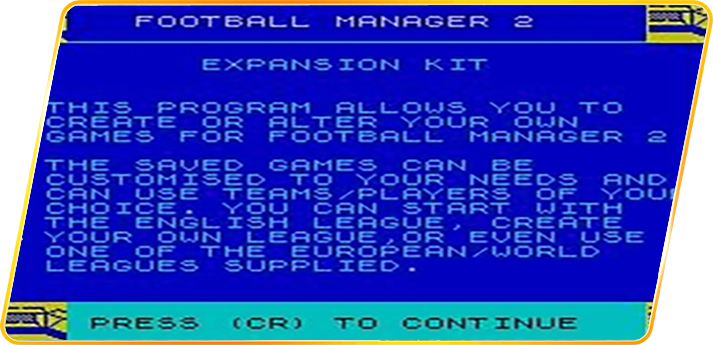 FOOTBALL MANAGER 2
EXPANSION KIT
THIS PROGRAM ALLOWS YOU TO
CREATE OR ALTER YOUR OWN
GAMES FOR FOOTBALL MANAGER 2
THE SAVED GAMES CAN BE
CUSTOMISED TO YOUR NEEDS AND
CAN USE TEAMS/PLAYERS OF YOUR
CHOICE. YOU CAN START WITH
THE ENGLISH LEAGUE, CREATE
YOUR OWN LEAGUE,OR EVEN USE
ONE OF THE EUROPEAN/WORLD
LEAGUES SUPPLIED.
PRESS (CR) TO CONTINUE